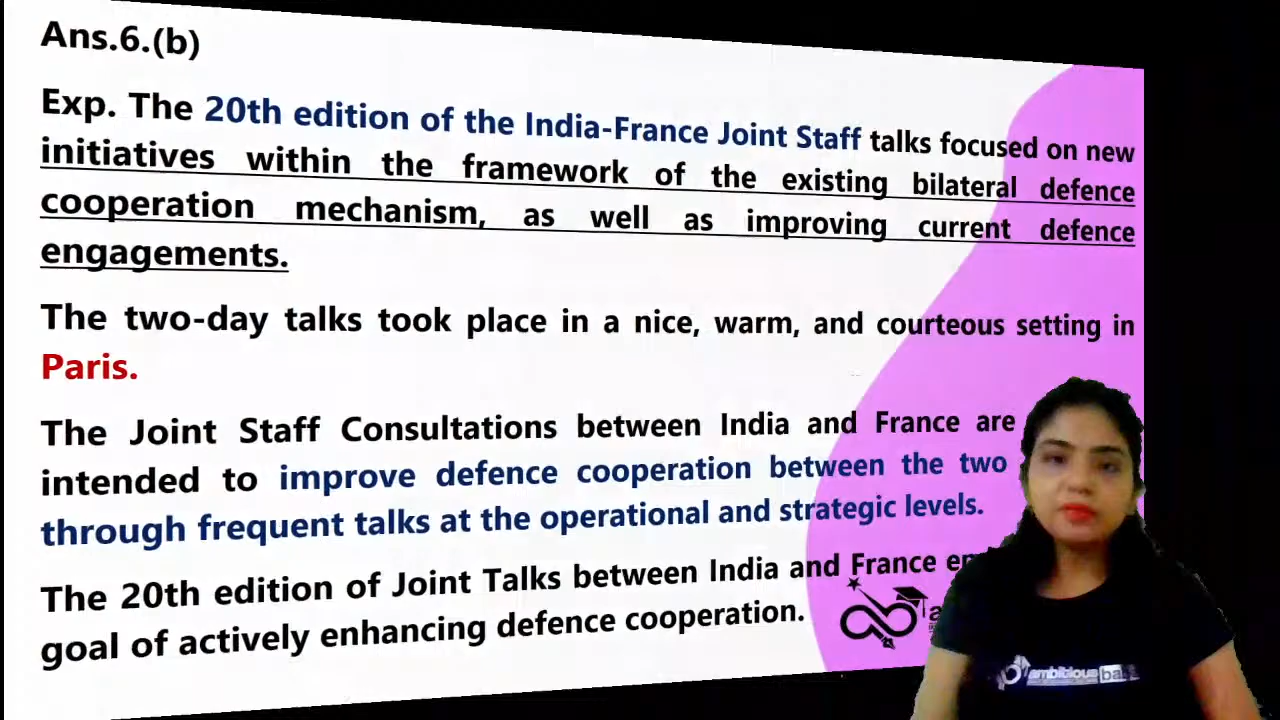 Ans.6.(b)
Exp. The 20th edition of the India-France Joint Staff talks focused on new
initiatives within the framework of the existing bilateral defence
cooperation mechanism, as well as improving current defence
engagements.
The two-day talks took place in a nice, warm, and courteous setting in
Paris.
The Joint Staff Consultations between India and France are
intended to improve defence cooperation between the two
through frequent talks at the operational and strategic levels.
The 20th edition of Joint Talks between India and France
goal of actively enhancing defence cooperation.
ambitious